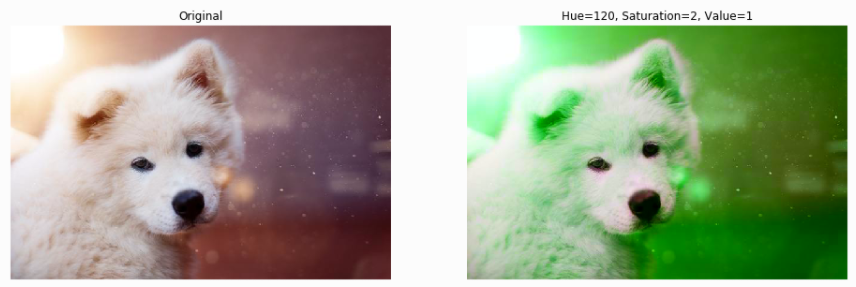 Original
Hue=120, Saturation=2, Value=1